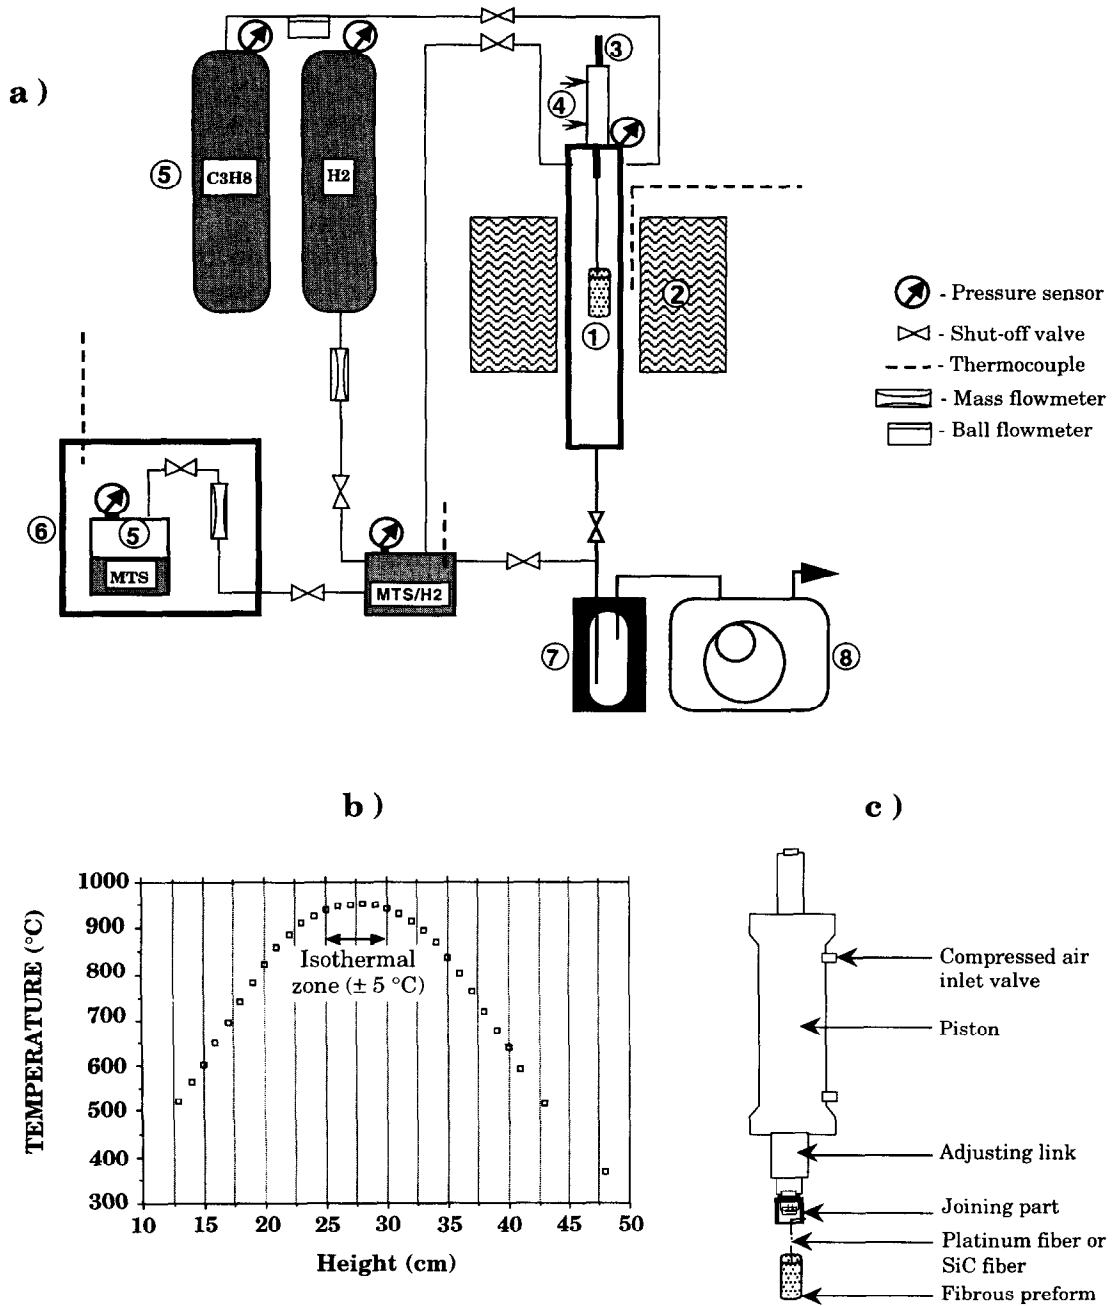 a )
C3H8
H2
1
2
3
4
5
5
6
7
8
MTS
MTS/H2
- Pressure sensor
- Shut-off valve
- Thermocouple
- Mass flowmeter
- Ball flowmeter
b )
TEMPERATURE (°C)
1000
900
800
700
600
500
400
300
Isothermal
zone (± 5 °C)
10 15 20 25 30 35 40 45 50
Height (cm)
c )
Compressed air
inlet valve
Piston
Adjusting link
Joining part
Platinum fiber or
SiC fiber
Fibrous preform